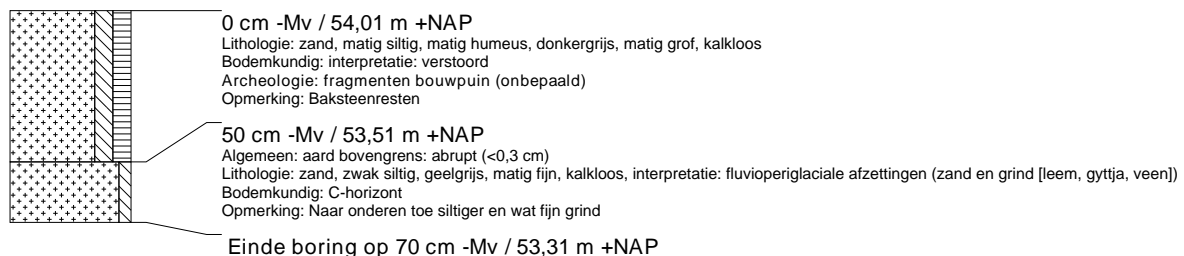 0 cm -Mv / 54,01 m +NAP
Lithologie: zand, matig siltig, matig humeus, donkergrijs, matig grof, kalkloos
Bodemkundig: interpretatie: verstoord
Archeologie: fragmenten bouwpuin (onbepaald)
Opmerking: Baksteenresten
50 cm -Mv / 53,51 m +NAP
Algemeen: aard bovengrens: abrupt (<0,3 cm)
Lithologie: zand, zwak siltig, geelgrijs, matig fijn, kalkloos, interpretatie: fluvioperiglaciale afzettingen (zand en grind [leem, gyttja, veen])
Bodemkundig: C-horizont
Opmerking: Naar onderen toe siltiger en wat fijn grind
Einde boring op 70 cm -Mv / 53,31 m +NAP